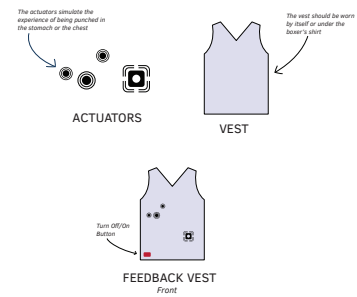 The actuators simulate the
experience of being punched in
the stomach or the chest
The vest should be worn
by itself or under the
boxer's shirt
ACTUATORS
VEST
Turn Off/On
Button
FEEDBACK VEST
Front